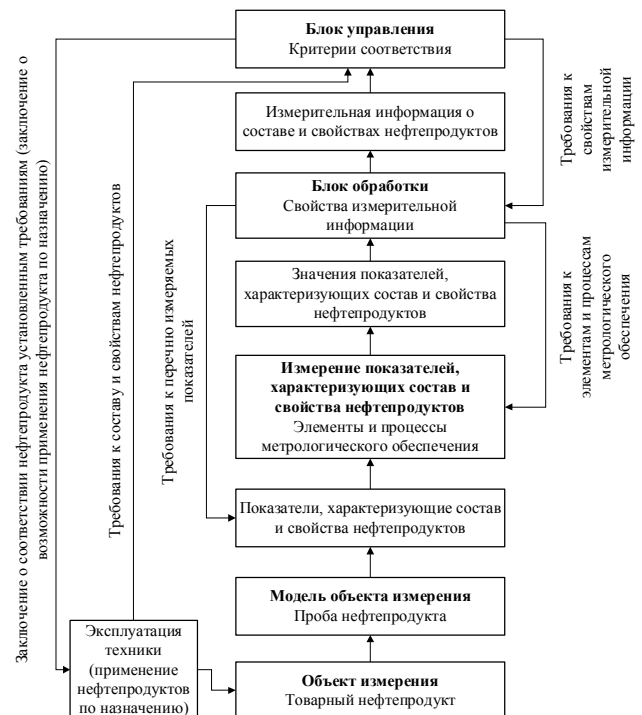 Блок управления
Критерии соответствия
Измерительная информация о
составе и свойствах нефтепродуктов
Блок обработки
Свойства измерительной
информации
Значения показателей,
характеризующих состав и свойства
нефтепродуктов
Измерение показателей,
характеризующих состав и
свойства нефтепродуктов
Элементы и процессы
метрологического обеспечения
Показатели, характеризующие состав
и свойства нефтепродуктов
Модель объекта измерения
Проба нефтепродукта
Объект измерения
Товарный нефтепродукт
Эксплуатация
техники
(применение
нефтепродуктов
по назначению)
Заключение о соответствии нефтепродукта установленным требованиям (заключение о
возможности применения нефтепродукта по назначению)
Требования к составу и свойствам нефтепродуктов
Требования к перечню измеряемых
показателей
Требования к
свойствам
измерительной
информации
Требования к
элементам и процессам
метрологического
обеспечения